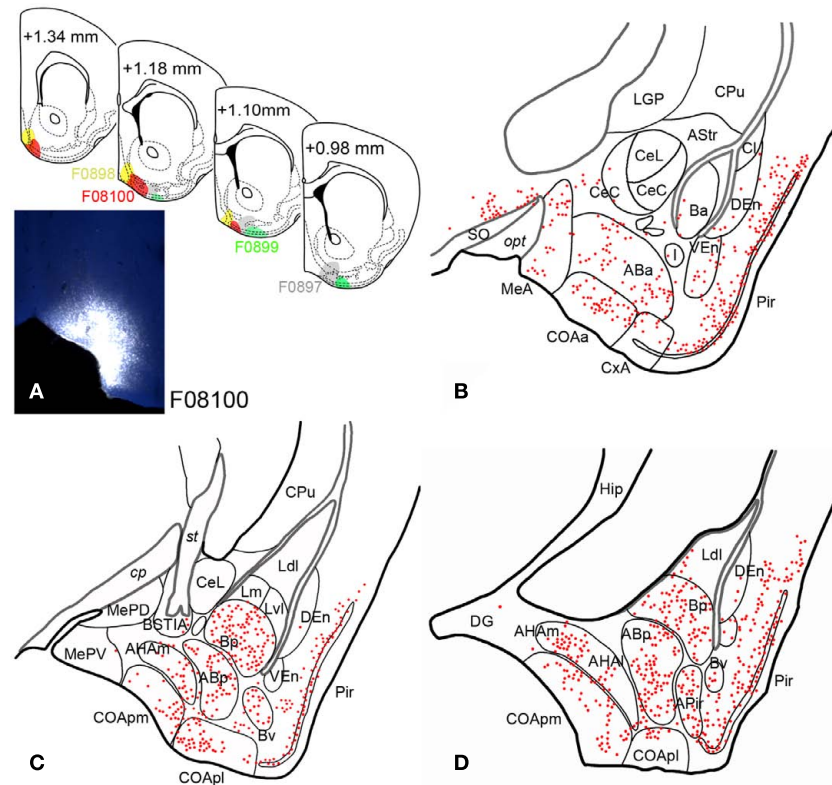 +1.34 mm
+1.18 mm
+1.10mm
+0.98 mm
F0898
F08100
F0899
F0897
A
F08100
LGP
CPu
AStr
CeL
CeC
CeC
Cl
Ba
DEn
SO
opt
I
VEn
ABa
MeA
Pir
COAa
CxA
B
CPu
st
cp
CeL
Ldl
MePD
Lm
Lvl
BSTIA
DEn
Bp
MePV
AHAm
ABp
VEn
Pir
COApm
Bv
COApl
C
Hip
Ldl
DEn
Bp
DG
AHAm
ABp
AHAl
Bv
Pir
APir
COApm
COApl
D